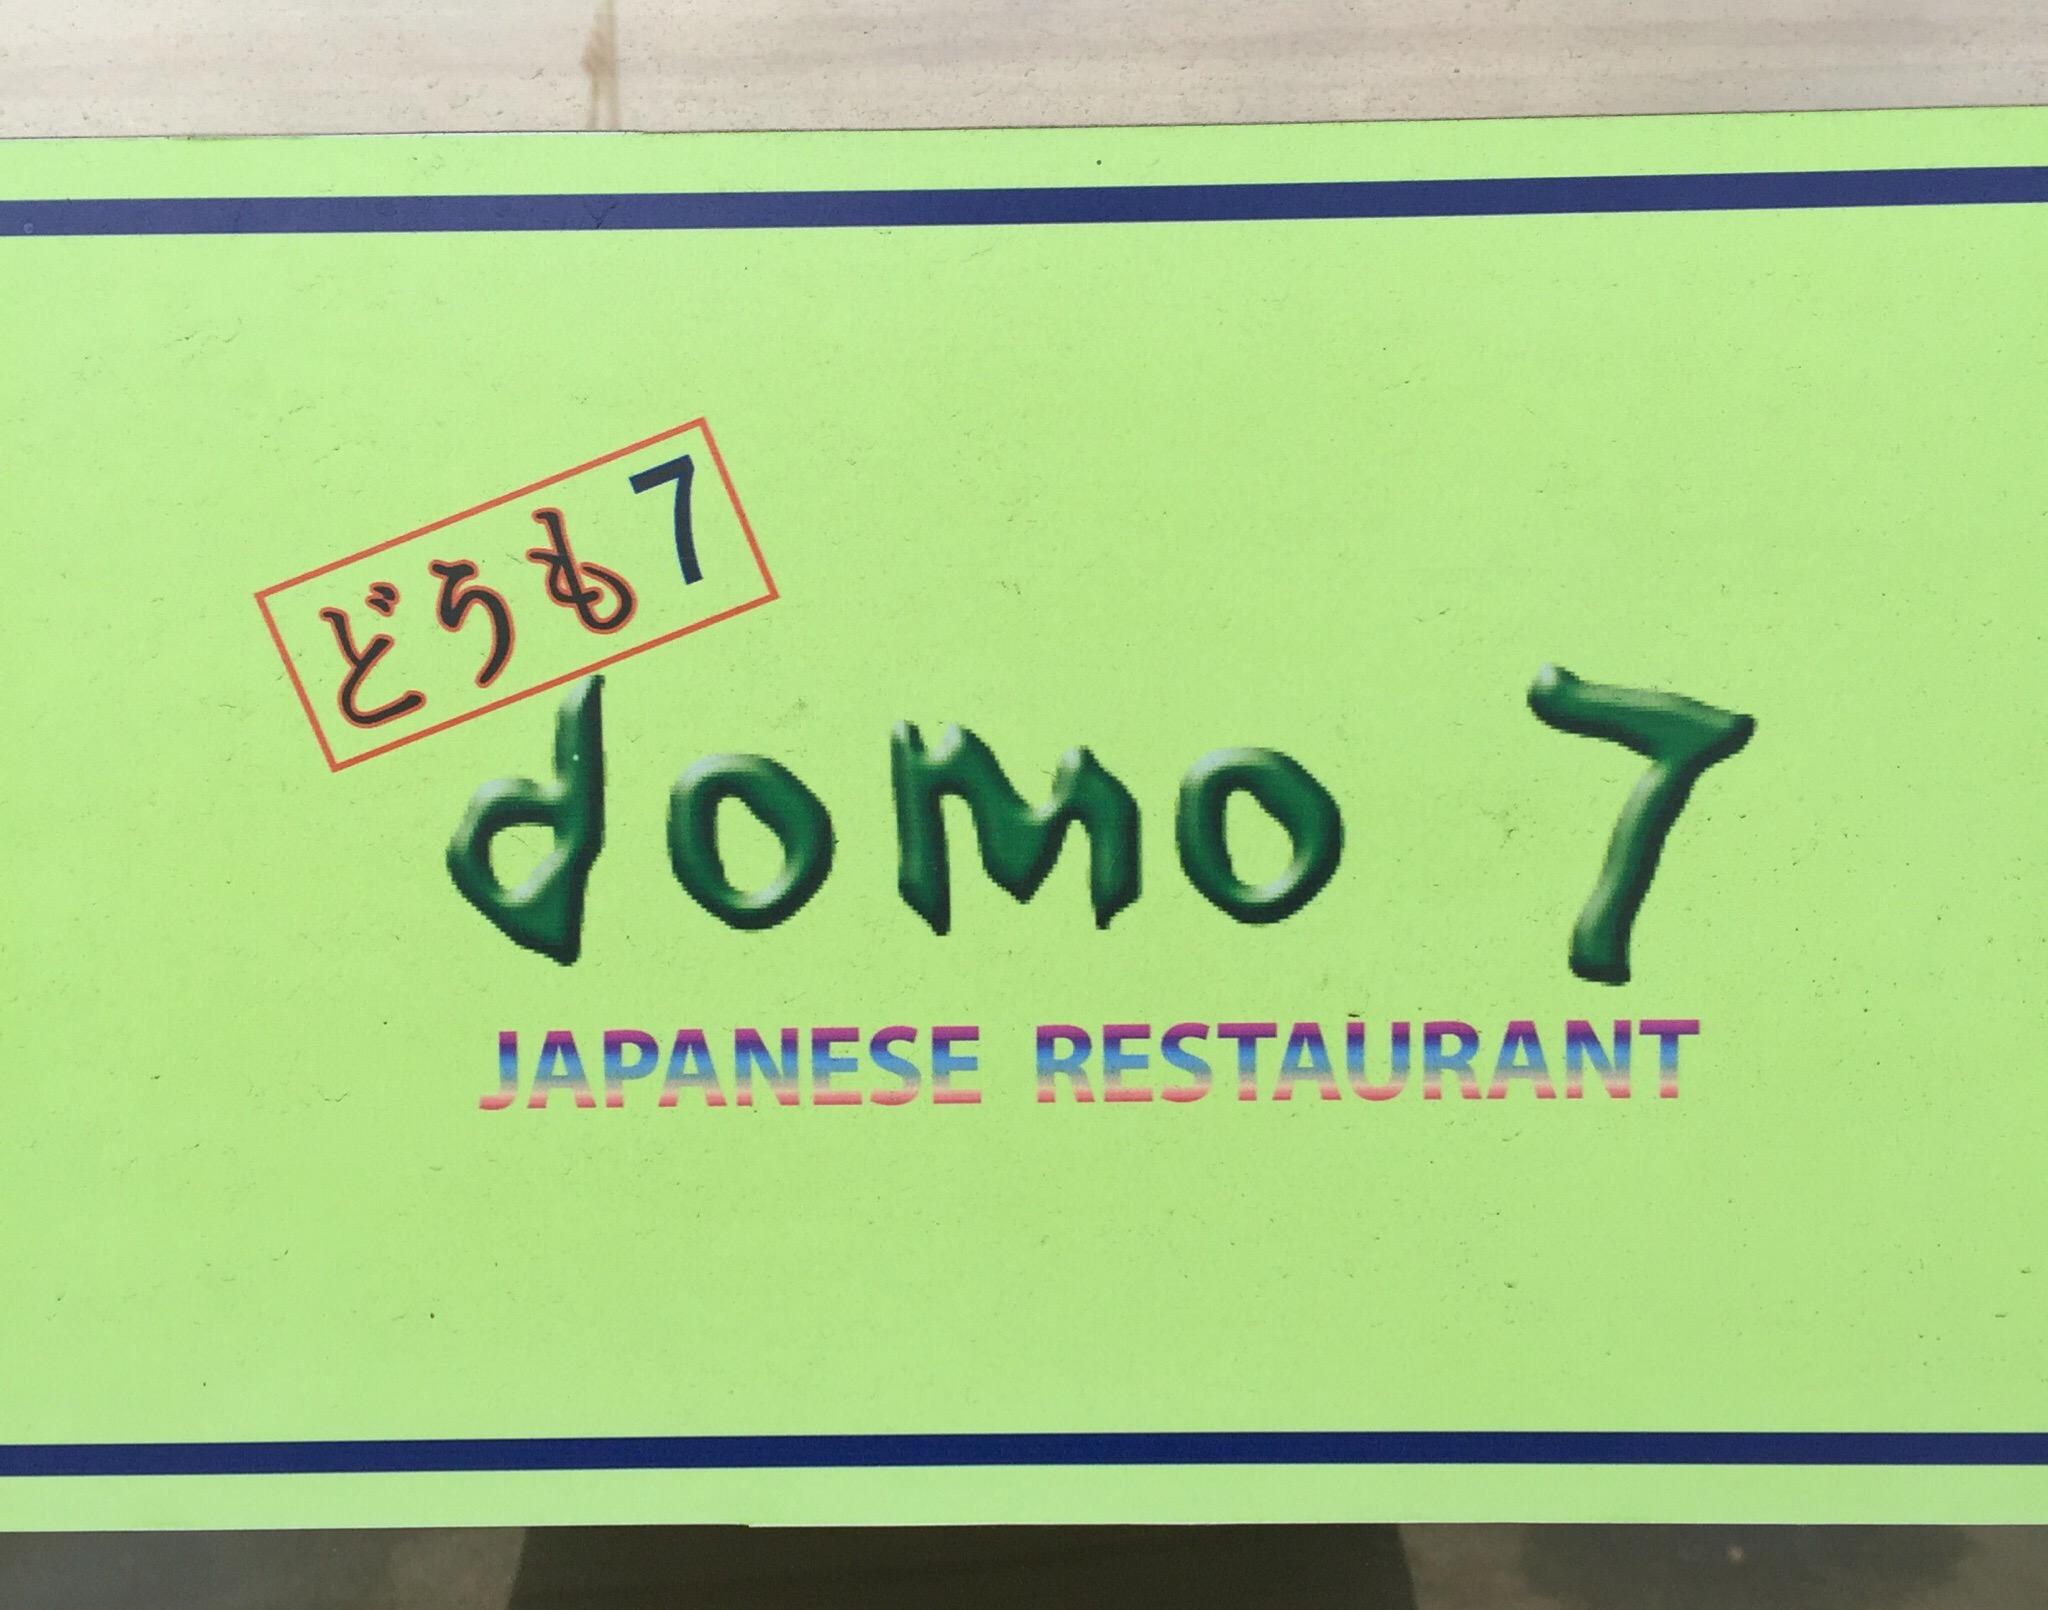 どうも7
domo 7
JAPANESE RESTAURANT